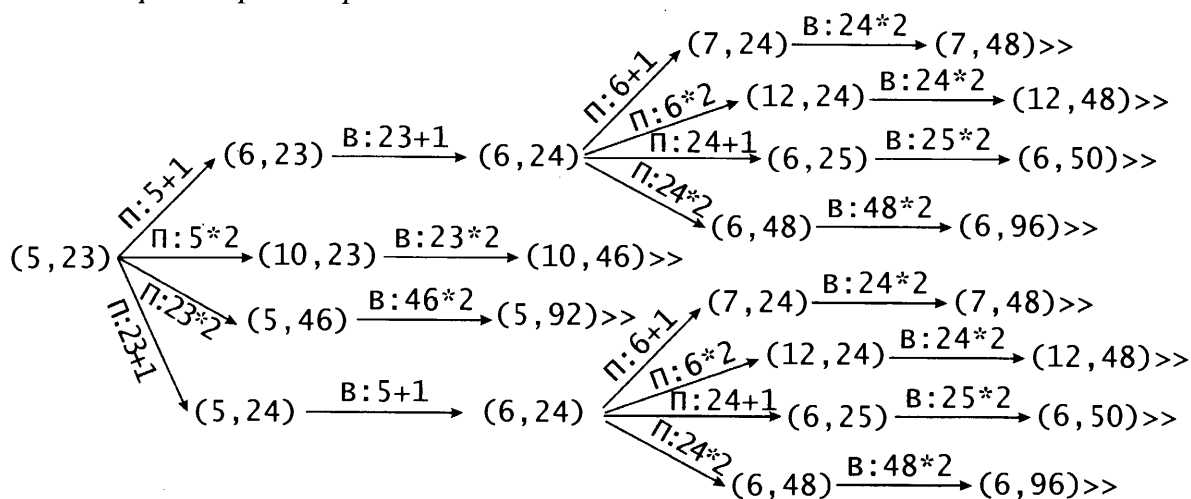 (7,24) В:24*2 (7,48)>>
П:6+1
П:6*2 (12,24) В:24*2 (12,48)>>
(6,23) В:23+1 (6,24) П:24+1 (6,25) В:25*2 (6,50)>>
П:5+1
П:24*2 (6,48) В:48*2 (6,96)>>
(5,23) П:5*2 (10,23) В:23*2 (10,46)>>
П:23*2 (5,46) В:46*2 (5,92)>>
П:23+1
(7,24) В:24*2 (7,48)>>
П:6+1
П:6*2 (12,24) В:24*2 (12,48)>>
(5,24) В:5+1 (6,24) П:24+1 (6,25) В:25*2 (6,50)>>
П:24*2 (6,48) В:48*2 (6,96)>>